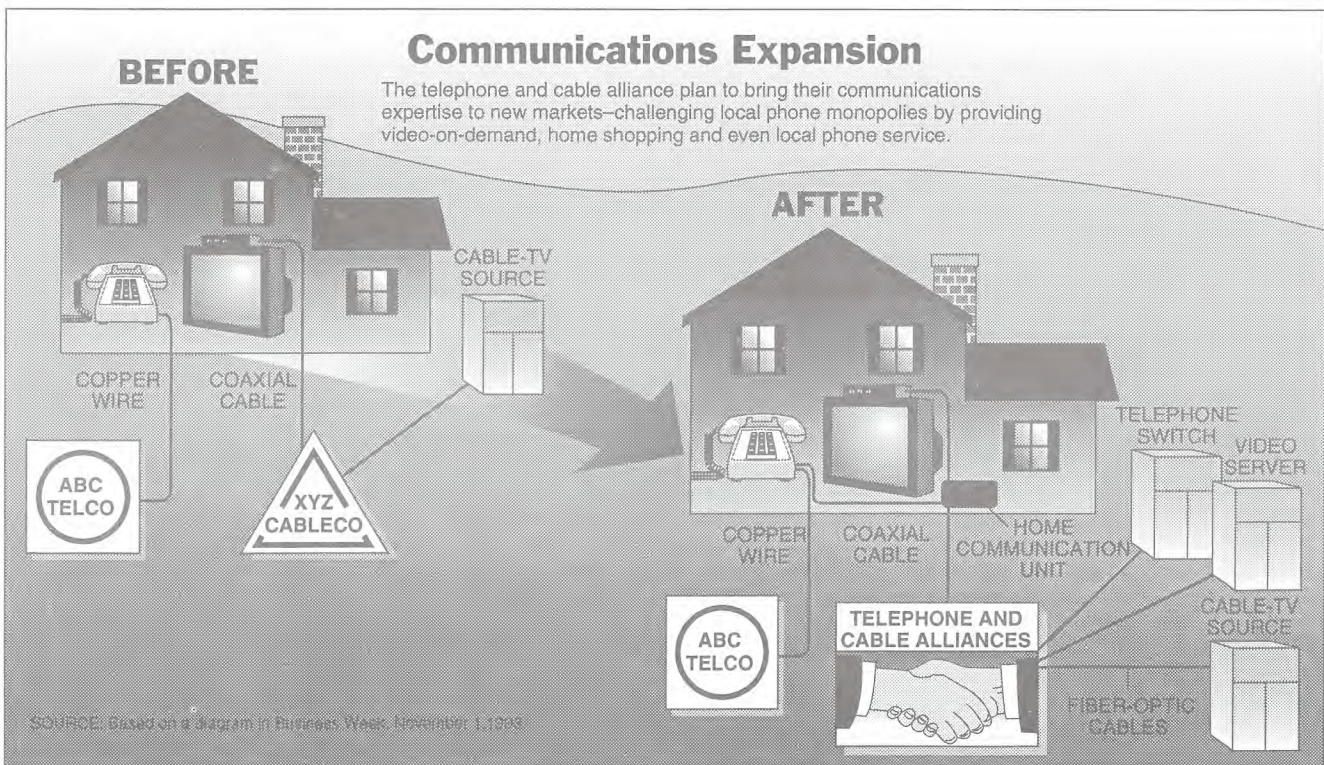 Communications Expansion
The telephone and cable alliance plan to bring their communications
expertise to new markets–challenging local phone monopolies by providing
video-on-demand, home shopping and even local phone service.
BEFORE
CABLE-TV
SOURCE
COPPER
WIRE
COAXIAL
CABLE
ABC
TELCO
XYZ
CABLECO
AFTER
TELEPHONE
SWITCH
VIDEO
SERVER
COPPER
WIRE
COAXIAL
CABLE
HOME
COMMUNICATION
UNIT
CABLE-TV
SOURCE
ABC
TELCO
TELEPHONE AND
CABLE ALLIANCES
FIBER-OPTIC
CABLES
SOURCE: Based on a diagram in Business Week, November 1,1993